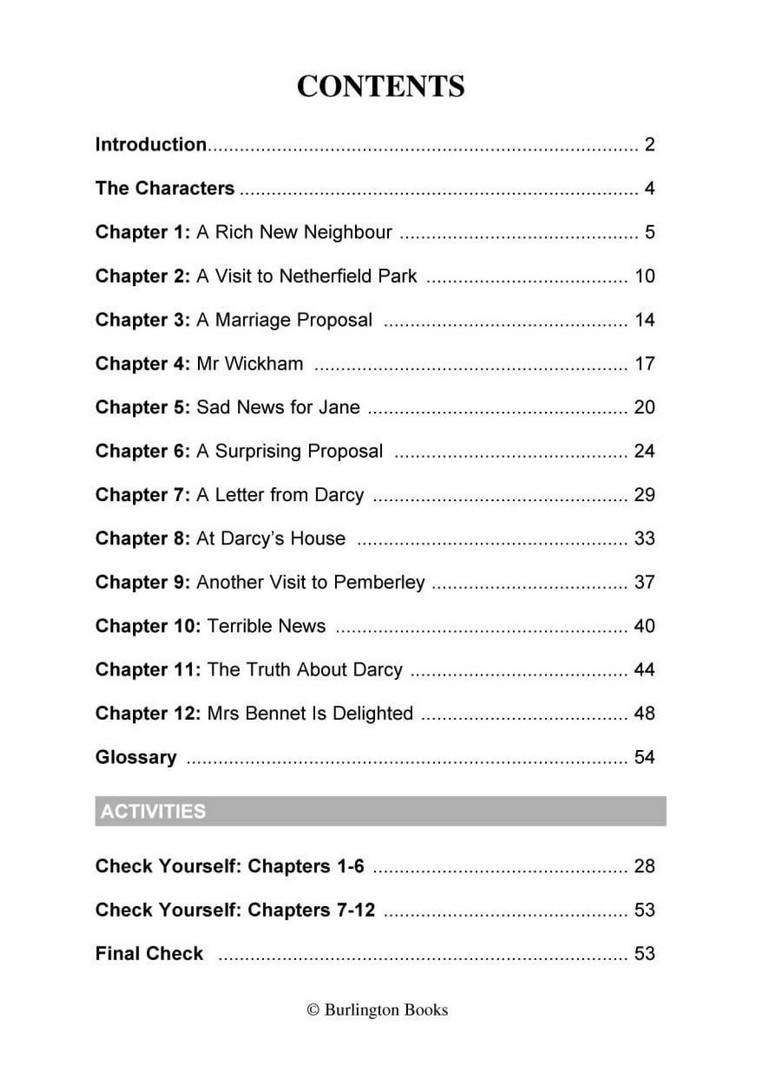 CONTENTS
Introduction................................................................................. 2
The Characters ........................................................................... 4
Chapter 1: A Rich New Neighbour ............................................. 5
Chapter 2: A Visit to Netherfield Park ...................................... 10
Chapter 3: A Marriage Proposal .............................................. 14
Chapter 4: Mr Wickham ........................................................... 17
Chapter 5: Sad News for Jane ................................................. 20
Chapter 6: A Surprising Proposal ............................................ 24
Chapter 7: A Letter from Darcy ................................................ 29
Chapter 8: At Darcy’s House ................................................... 33
Chapter 9: Another Visit to Pemberley ..................................... 37
Chapter 10: Terrible News ....................................................... 40
Chapter 11: The Truth About Darcy ......................................... 44
Chapter 12: Mrs Bennet Is Delighted ....................................... 48
Glossary ................................................................................... 54
ACTIVITIES
Check Yourself: Chapters 1-6 ................................................ 28
Check Yourself: Chapters 7-12 .............................................. 53
Final Check ............................................................................. 53
© Burlington Books